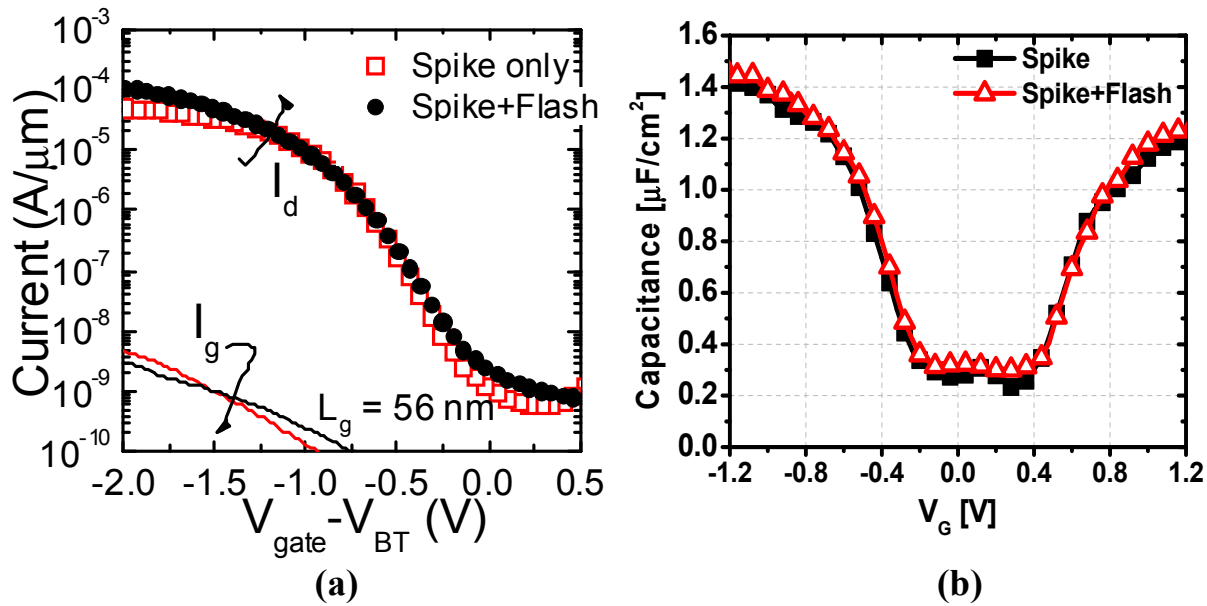 10⁻³
10⁻⁴
10⁻⁵
10⁻⁶
10⁻⁷
10⁻⁸
10⁻⁹
10⁻¹⁰
Current (A/μm)
Spike only
Spike+Flash
I_d
I_g
L_g = 56 nm
-2.0 -1.5 -1.0 -0.5 0.0 0.5
V_gate-V_BT (V)
(a)
1.6
1.4
1.2
1.0
0.8
0.6
0.4
0.2
0.0
Capacitance [μF/cm²]
Spike
Spike+Flash
-1.2 -0.8 -0.4 0.0 0.4 0.8 1.2
V_G [V]
(b)